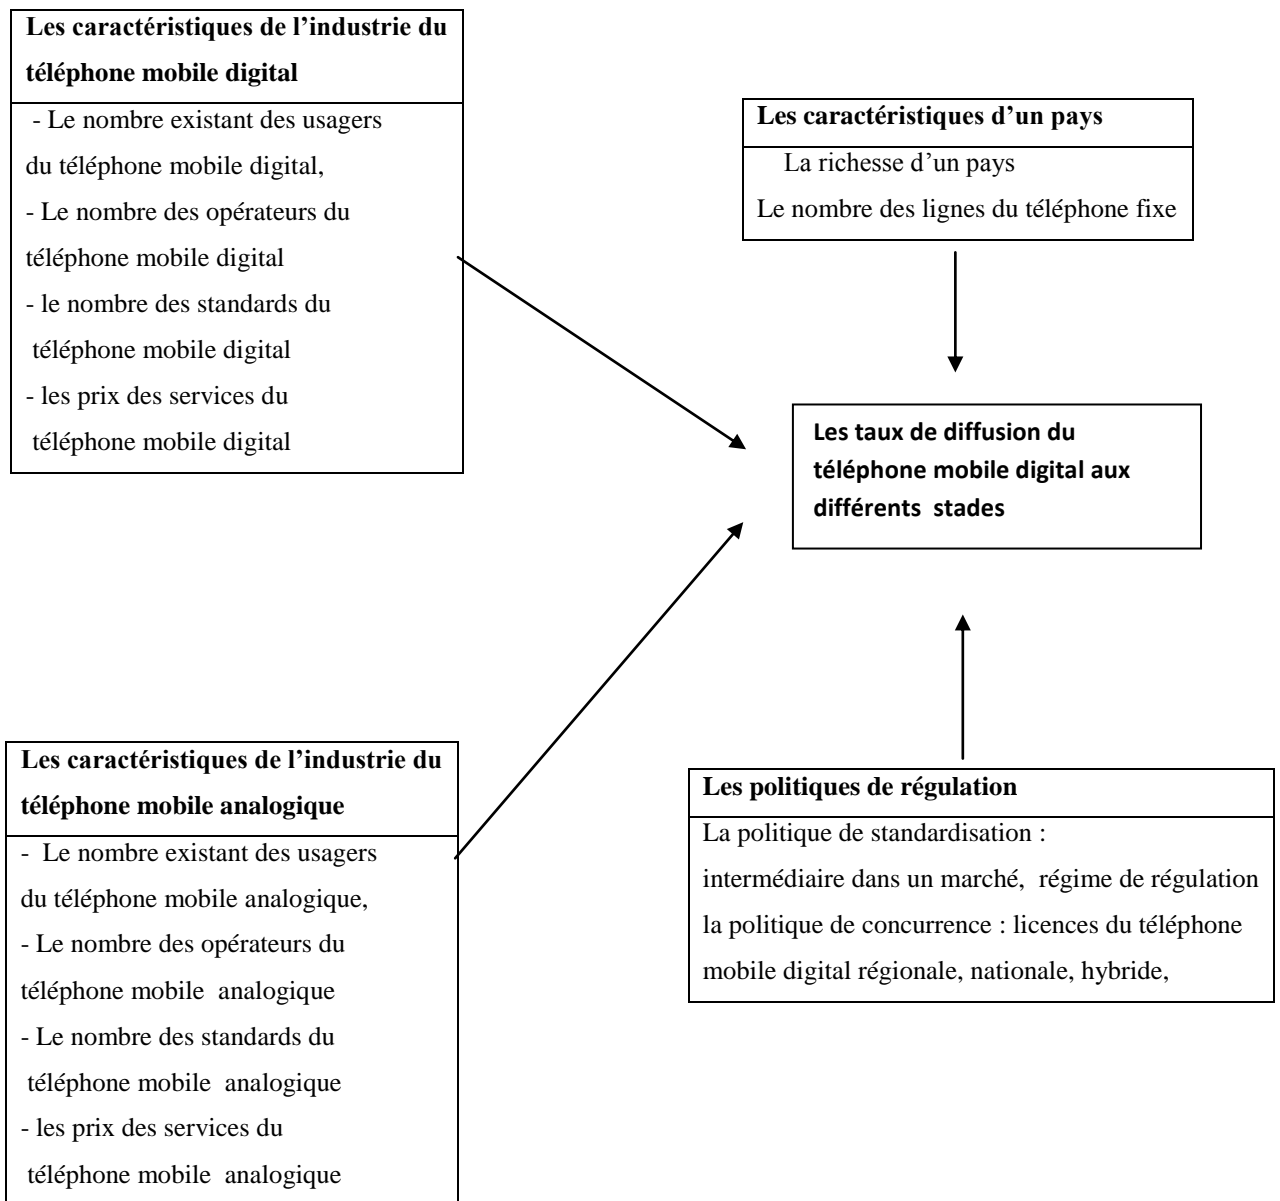 Les caractéristiques de l’industrie du
téléphone mobile digital
- Le nombre existant des usagers
du téléphone mobile digital,
- Le nombre des opérateurs du
téléphone mobile digital
- le nombre des standards du
téléphone mobile digital
- les prix des services du
téléphone mobile digital
Les caractéristiques d’un pays
La richesse d’un pays
Le nombre des lignes du téléphone fixe
Les taux de diffusion du
téléphone mobile digital aux
différents stades
Les caractéristiques de l’industrie du
téléphone mobile analogique
- Le nombre existant des usagers
du téléphone mobile analogique,
- Le nombre des opérateurs du
téléphone mobile analogique
- Le nombre des standards du
téléphone mobile analogique
- les prix des services du
téléphone mobile analogique
Les politiques de régulation
La politique de standardisation :
intermédiaire dans un marché, régime de régulation
la politique de concurrence : licences du téléphone
mobile digital régionale, nationale, hybride,